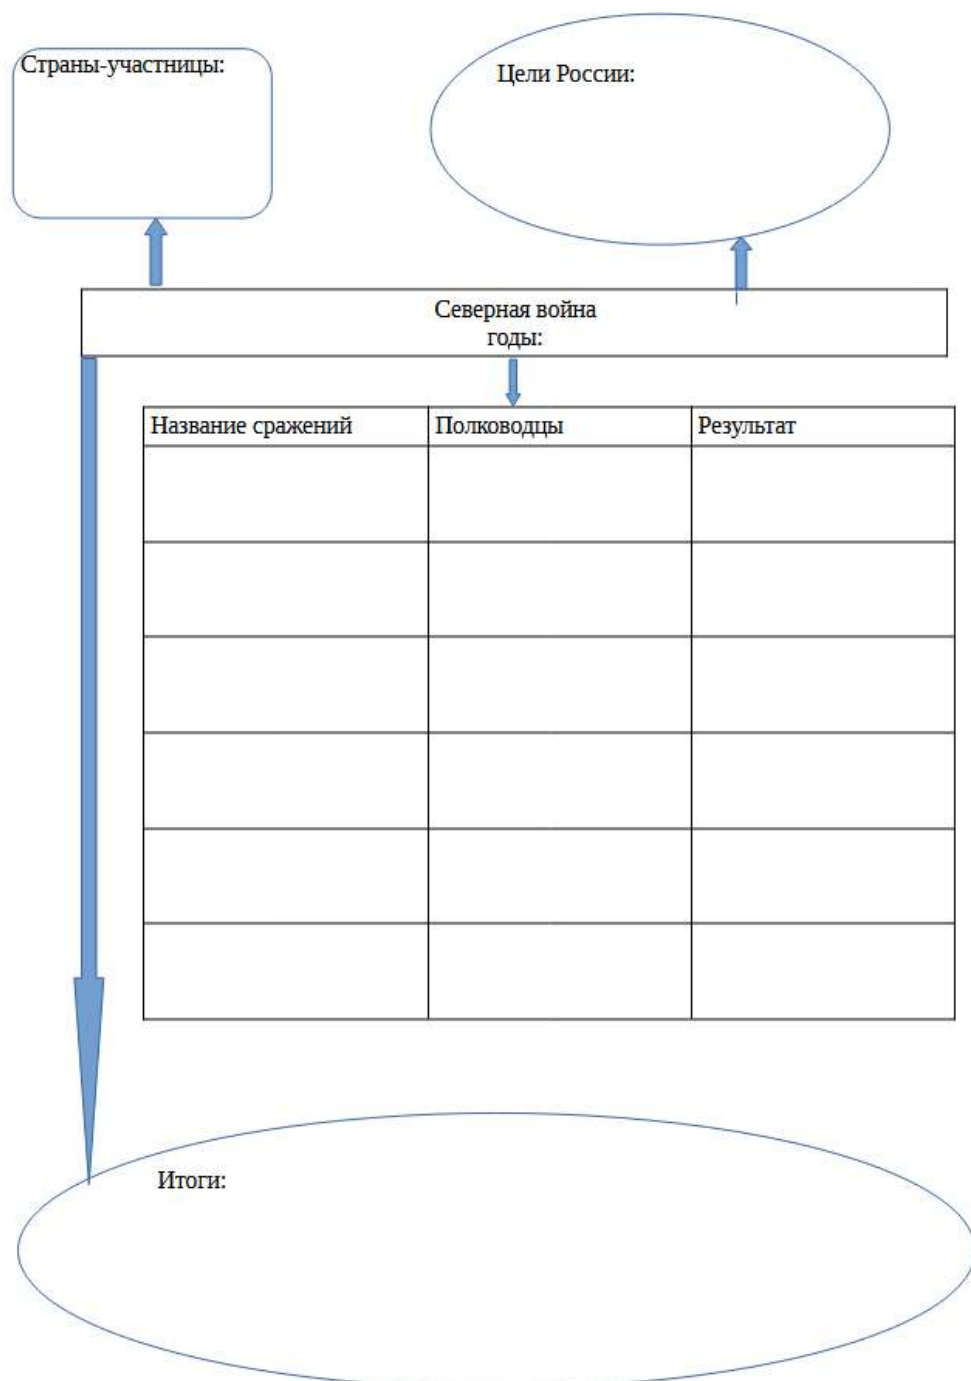 Страны-участницы:
Цели России:
Северная война
годы:
Название сражений
Полководцы
Результат
Итоги: